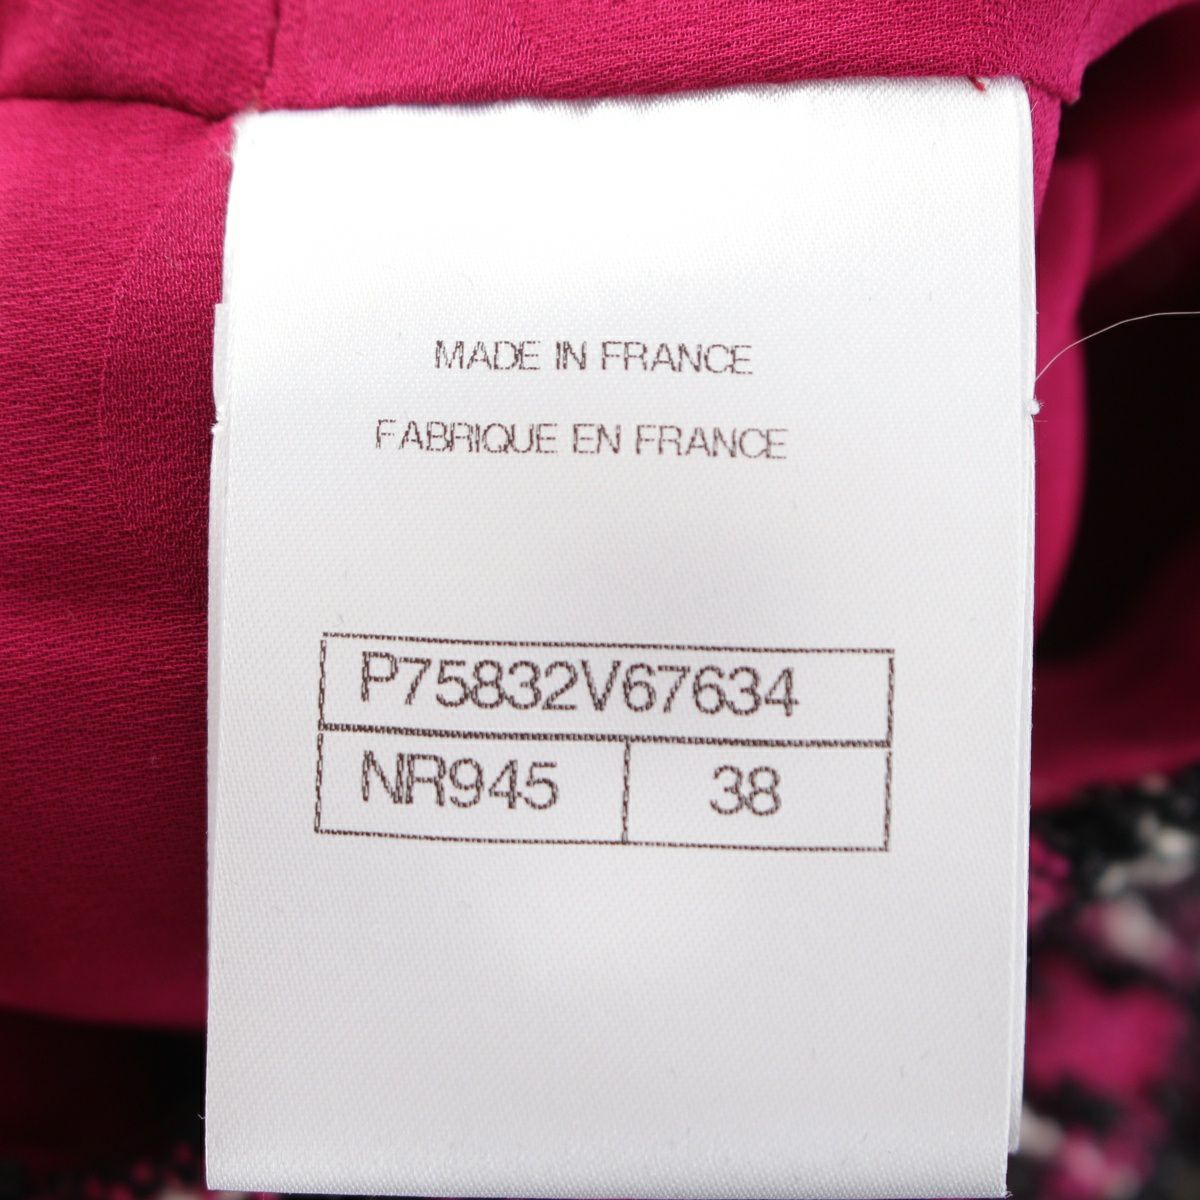 MADE IN FRANCE
FABRIQUE EN FRANCE
P75832V67634
NR945 38